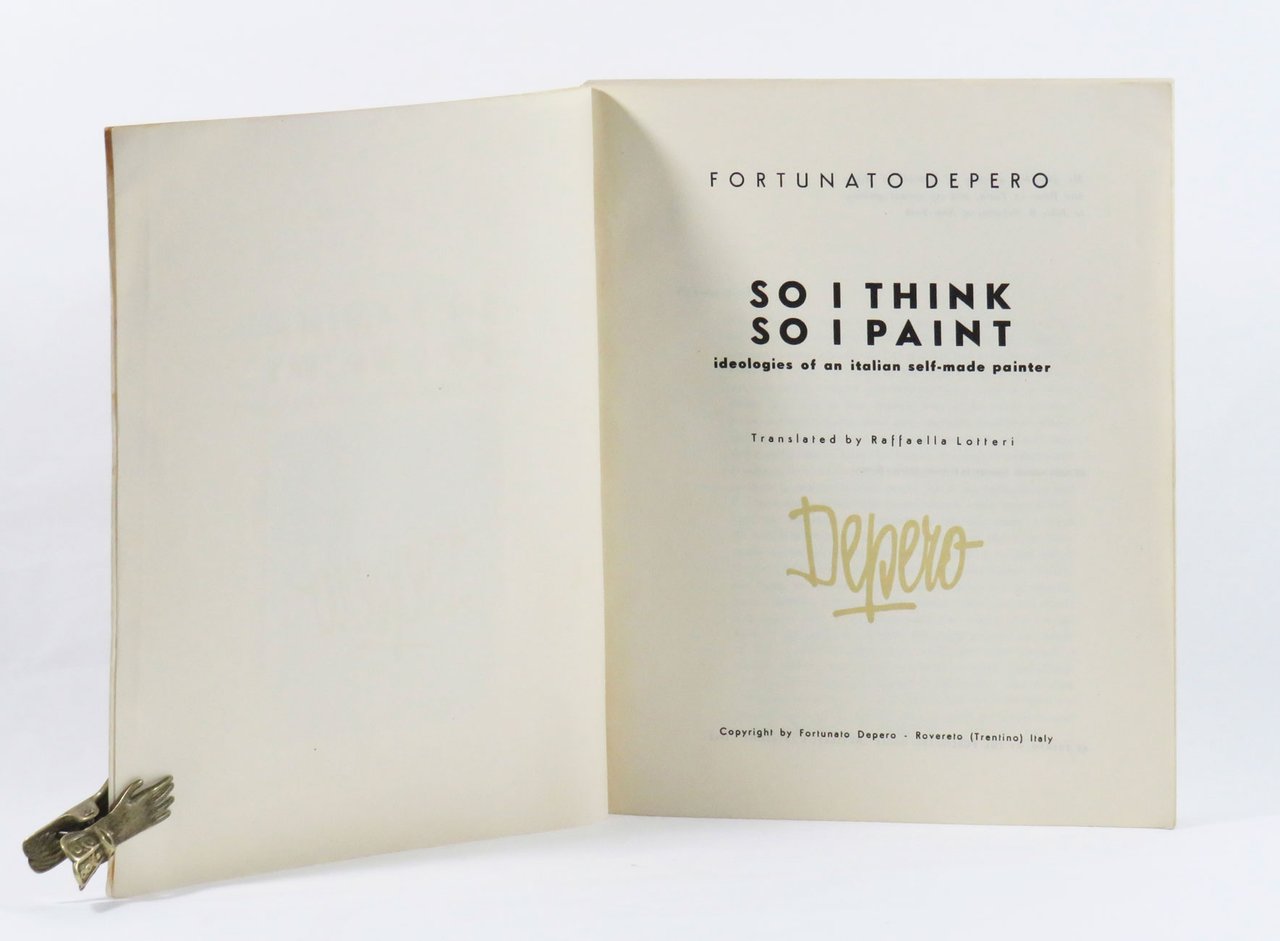 FORTUNATO DEPERO
SO I THINK
SO I PAINT
ideologies of an italian self-made painter
Translated by Raffaella Lotteri
Depero
Copyright by Fortunato Depero - Rovereto (Trentino) Italy